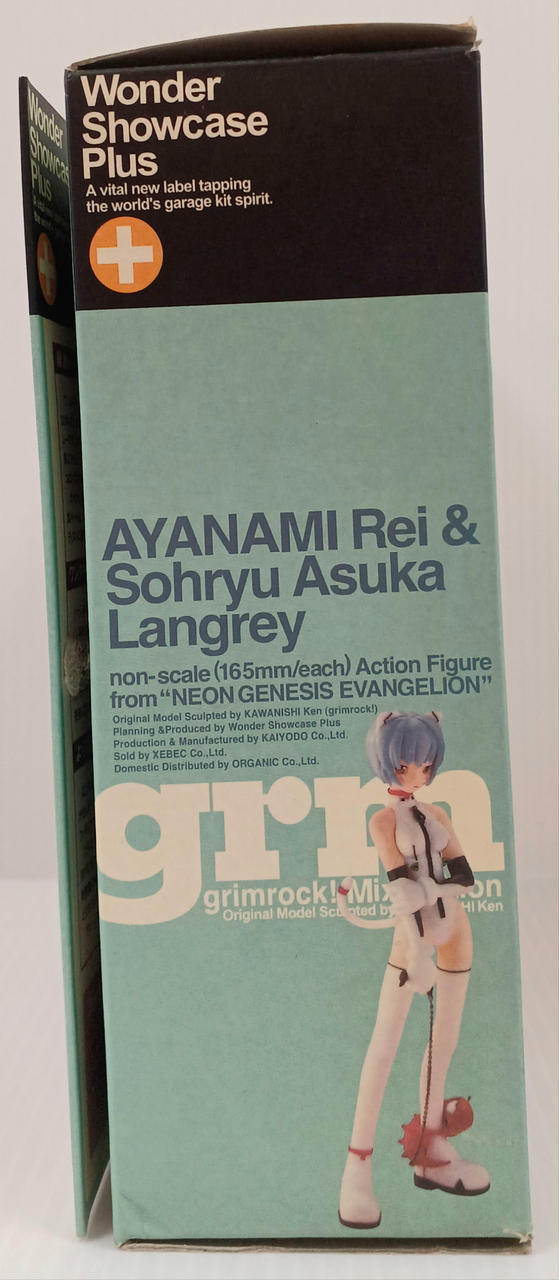 Wonder
Showcase
Plus
A vital new label tapping
the world's garage kit spirit.
Wonder
Showcase
Plus
AYANAMI Rei &
Sohryu Asuka
Langrey
non-scale (165mm/each) Action Figure
from "NEON GENESIS EVANGELION"
Original Model Sculpted by KAWANISHI Ken (grimrock!)
Planning &Produced by Wonder Showcase Plus
Production & Manufactured by KAIYODO Co.,Ltd.
Sold by XEBEC Co.,Ltd.
Domestic Distributed by ORGANIC Co.,Ltd.
grm
grimrock! Mix
Original Model Sculpted by HI Ken